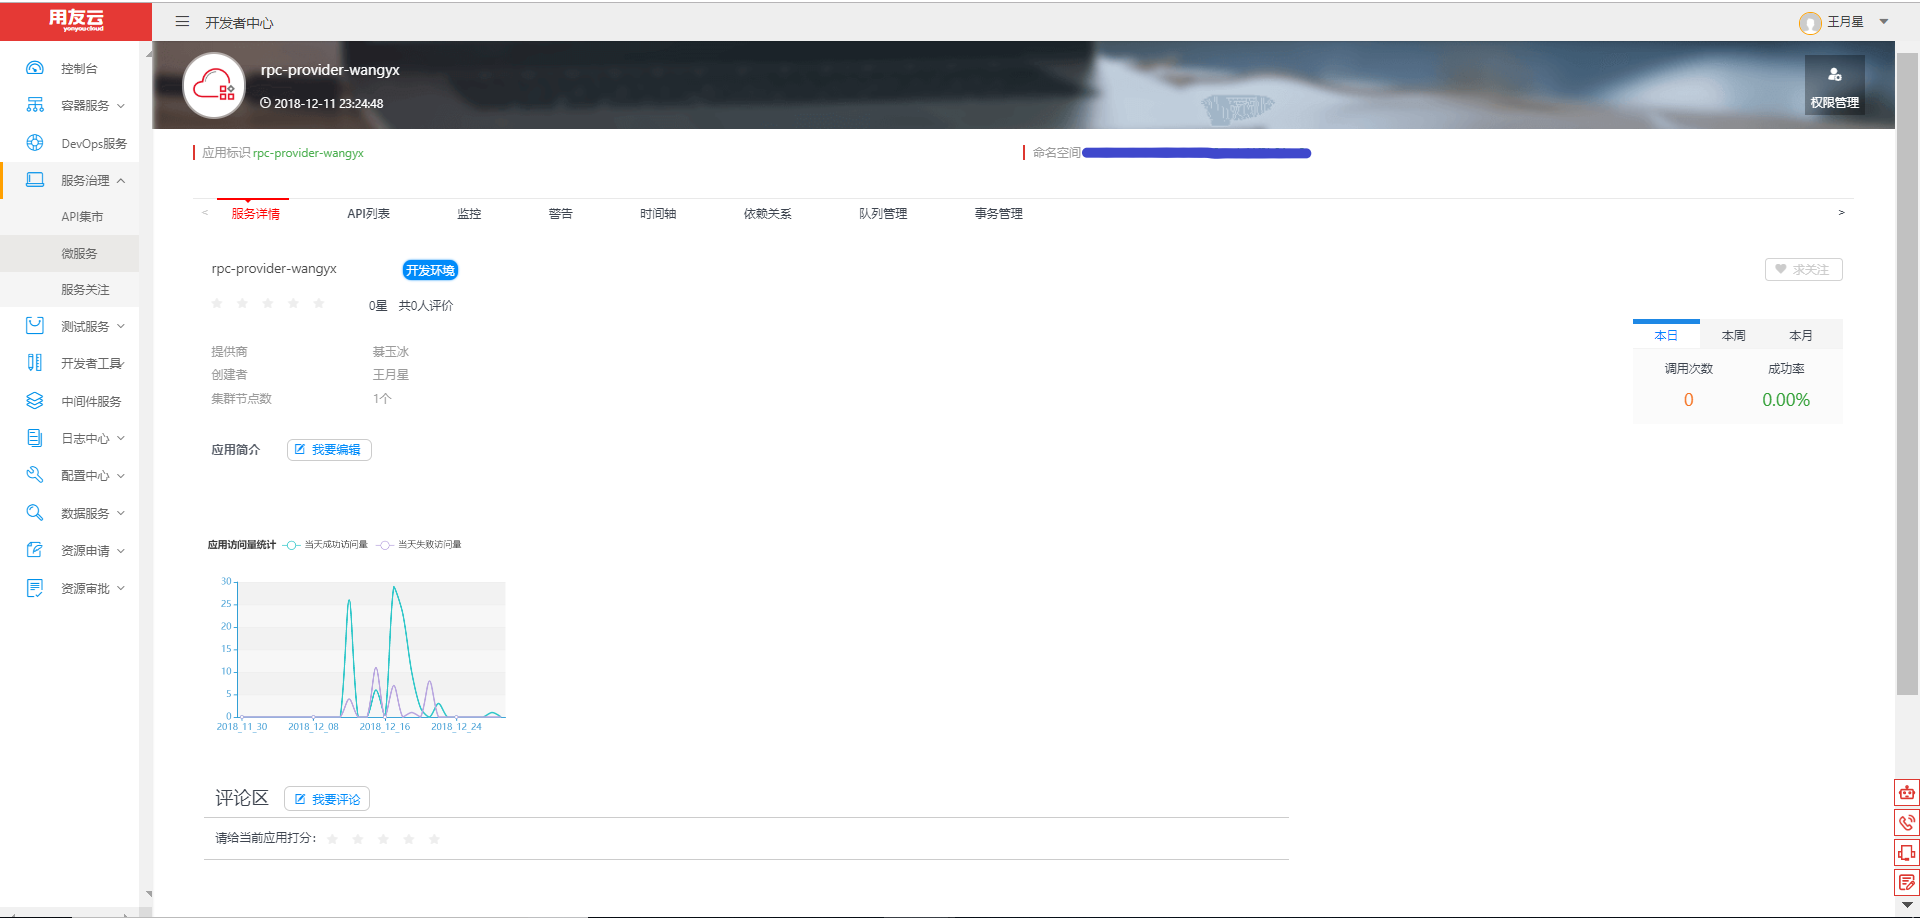 用友云
yonyoucloud
开发者中心
王月星
控制台
容器服务
DevOps服务
服务治理
API集市
微服务
服务关注
测试服务
开发者工具
中间件服务
日志中心
配置中心
数据服务
资源申请
资源审批
rpc-provider-wangyx
2018-12-11 23:24:48
权限管理
应用标识 rpc-provider-wangyx
命名空间
< 服务详情 API列表 监控 警告 时间轴 依赖关系 队列管理 事务管理 >
rpc-provider-wangyx 开发环境
求关注
0星 共0人评价
本日 本周 本月
提供商 綦玉冰
创建者 王月星
集群节点数 1个
调用次数 成功率
0 0.00%
应用简介 我要编辑
应用访问量统计 当天成功访问量 当天失败访问量
30
25
20
15
10
5
0
2018_11_30 2018_12_08 2018_12_16 2018_12_24
评论区 我要评论
请给当前应用打分：